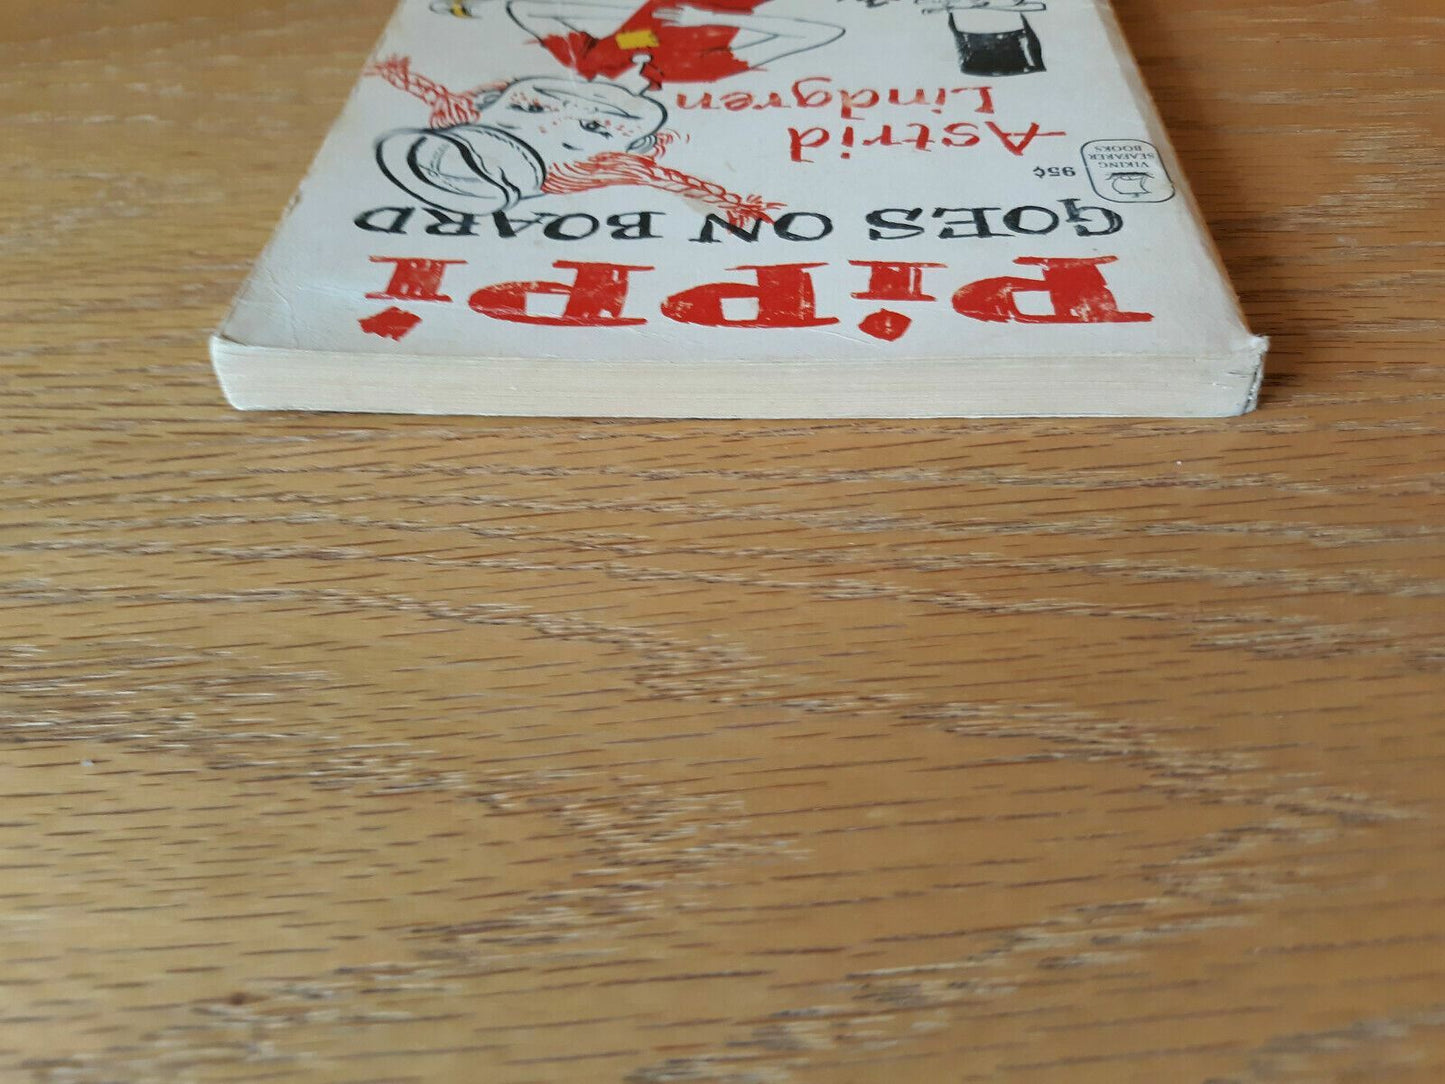 PiPPi
GOES ON BOARD
95¢
VIKING
SEAFARER
BOOKS
Astrid
Lindgren